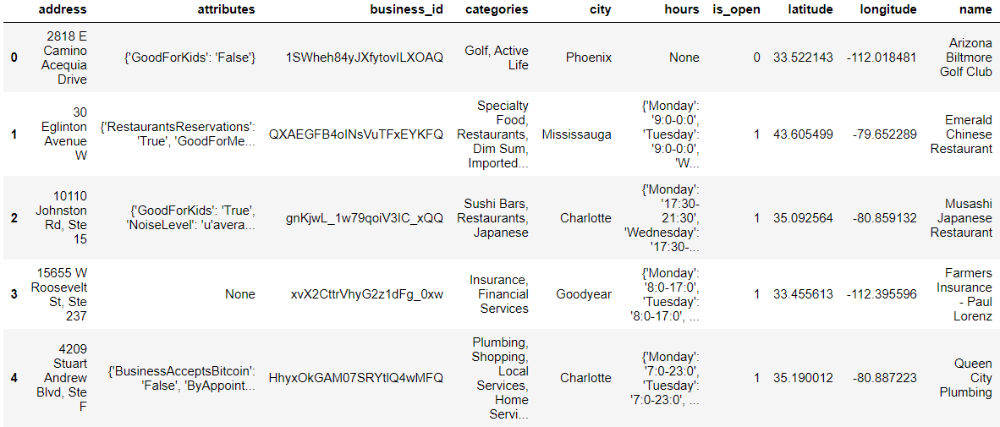 address attributes business_id categories city hours is_open latitude longitude name
0 2818 E Camino Acequia Drive {'GoodForKids': 'False'} 1SWheh84yJXfytovILXOAQ Golf, Active Life Phoenix None 0 33.522143 -112.018481 Arizona Biltmore Golf Club
1 30 Eglinton Avenue W {'RestaurantsReservations': 'True', 'GoodForMe... QXAEGFB4oINsVuTFxEYKFQ Specialty Food, Restaurants, Dim Sum, Imported... Mississauga {'Monday': '9:0-0:0', 'Tuesday': '9:0-0:0', 'W... 1 43.605499 -79.652289 Emerald Chinese Restaurant
2 10110 Johnston Rd, Ste 15 {'GoodForKids': 'True', 'NoiseLevel': 'u'avera... gnKjwL_1w79qoiV3IC_xQQ Sushi Bars, Restaurants, Japanese Charlotte {'Monday': '17:30-21:30', 'Wednesday': '17:30-... 1 35.092564 -80.859132 Musashi Japanese Restaurant
3 15655 W Roosevelt St, Ste 237 None xvX2CttrVhyG2z1dFg_0xw Insurance, Financial Services Goodyear {'Monday': '8:0-17:0', 'Tuesday': '8:0-17:0', ... 1 33.455613 -112.395596 Farmers Insurance - Paul Lorenz
4 4209 Stuart Andrew Blvd, Ste F {'BusinessAcceptsBitcoin': 'False', 'ByAppoint... HhyxOkGAM07SRYtlQ4wMFQ Plumbing, Shopping, Local Services, Home Servi... Charlotte {'Monday': '7:0-23:0', 'Tuesday': '7:0-23:0', ... 1 35.190012 -80.887223 Queen City Plumbing